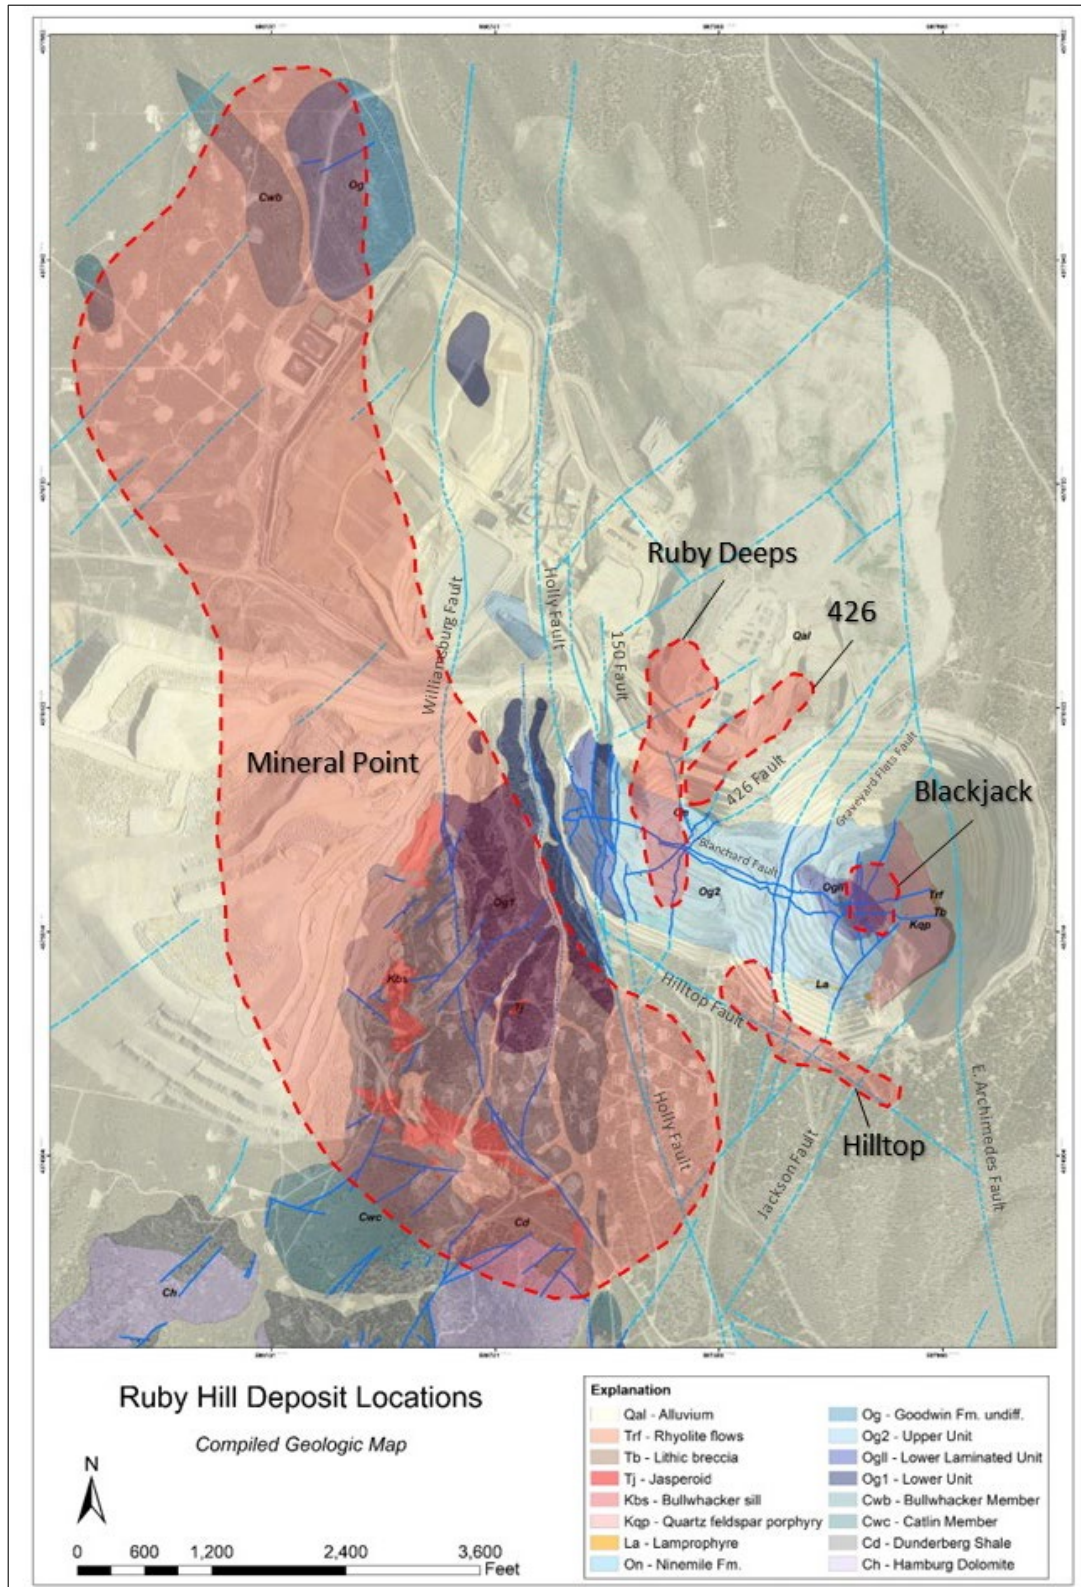 Cwb
Og
Ruby Deeps
426
Qal
Williamsburg Fault
Holly Fault
150 Fault
Mineral Point
426 Fault
Graveyard Flats Fault
Blackjack
Blanchard Fault
Og1
Og2
Ogll
Trf
Tb
Kqp
Kbs
La
Tj
Hilltop Fault
Holly Fault
Hilltop
Jackson Fault
E. Archimedes Fault
Cwc
Cd
Ch
Ruby Hill Deposit Locations
Compiled Geologic Map
N
0 600 1,200 2,400 3,600
Feet
Explanation
Qal - Alluvium
Trf - Rhyolite flows
Tb - Lithic breccia
Tj - Jasperoid
Kbs - Bullwhacker sill
Kqp - Quartz feldspar porphyry
La - Lamprophyre
On - Ninemile Fm.
Og - Goodwin Fm. undiff.
Og2 - Upper Unit
Ogll - Lower Laminated Unit
Og1 - Lower Unit
Cwb - Bullwhacker Member
Cwc - Catlin Member
Cd - Dunderberg Shale
Ch - Hamburg Dolomite